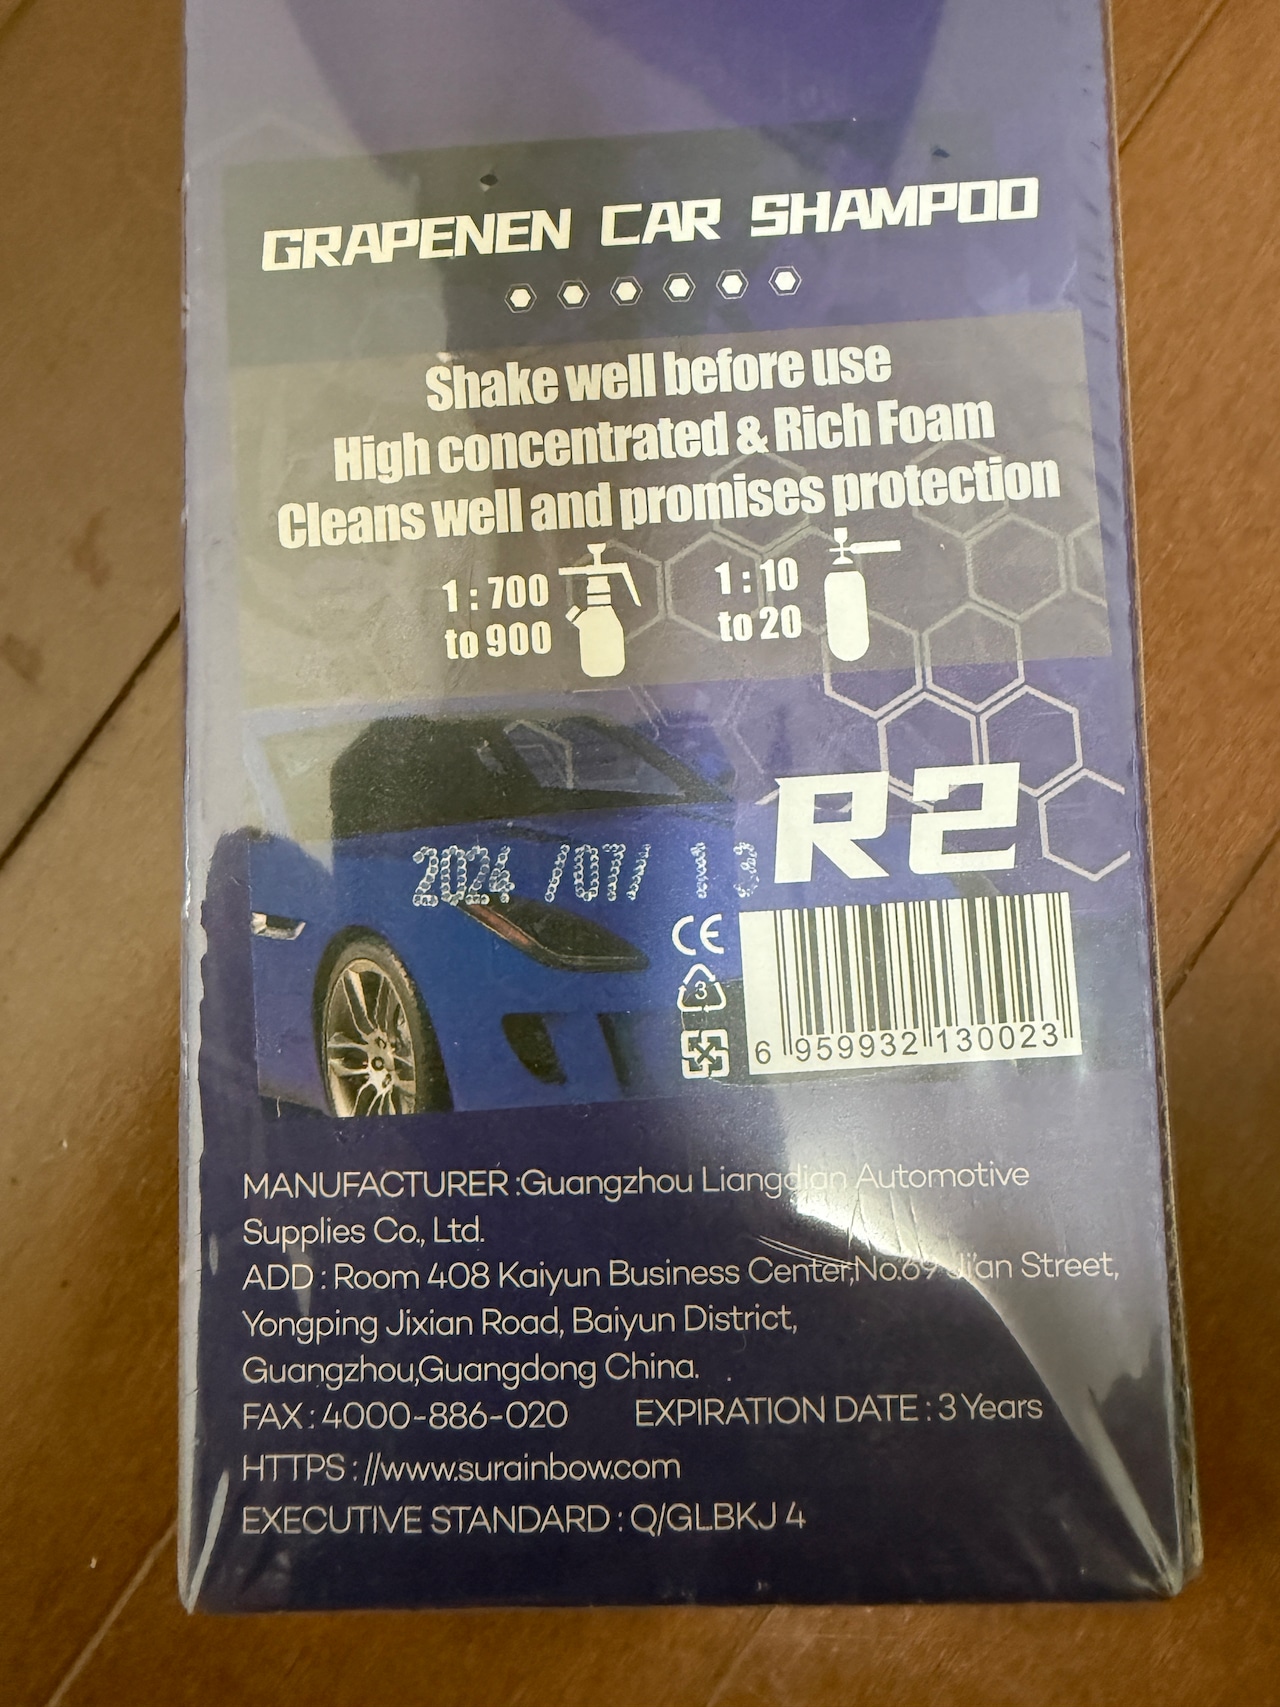 GRAPENEN CAR SHAMPOO
Shake well before use
High concentrated & Rich Foam
Cleans well and promises protection
1 : 700
to 900
1 : 10
to 20
R2
2024 /07/
CE
3
6 959932 130023
MANUFACTURER :Guangzhou Liangdian Automotive
Supplies Co., Ltd.
ADD : Room 408 Kaiyun Business Center,No.69 Ji'an Street,
Yongping Jixian Road, Baiyun District,
Guangzhou,Guangdong China.
FAX : 4000-886-020 EXPIRATION DATE : 3 Years
HTTPS : //www.surainbow.com
EXECUTIVE STANDARD : Q/GLBKJ 4